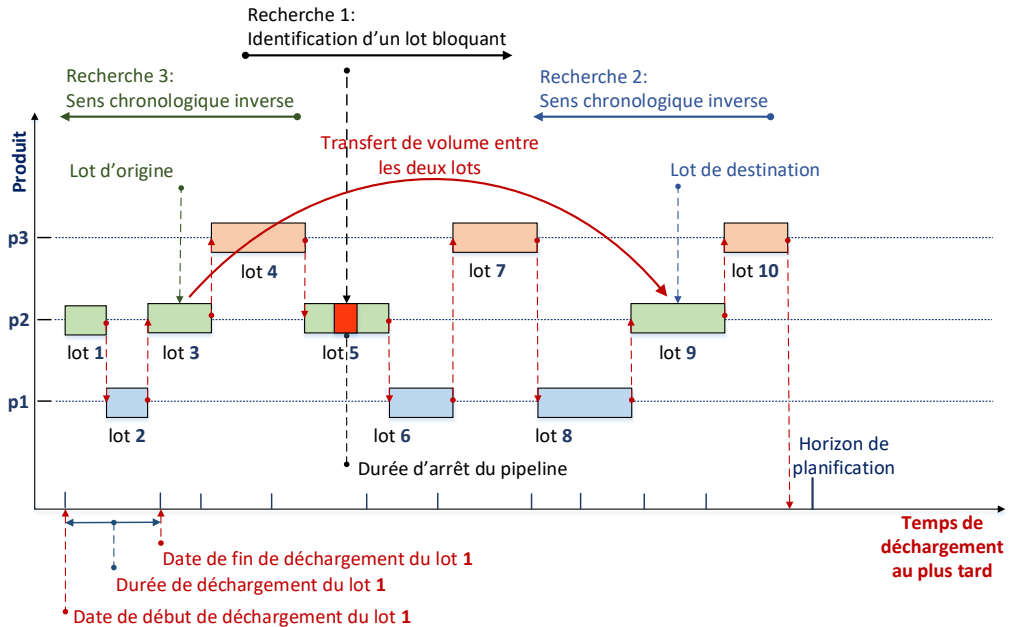 Recherche 1:
Identification d'un lot bloquant
Recherche 3:
Sens chronologique inverse
Recherche 2:
Sens chronologique inverse
Transfert de volume entre
les deux lots
Lot d'origine
Lot de destination
Produit
p3
lot 4
lot 7
lot 10
p2
lot 1
lot 3
lot 5
lot 9
p1
lot 2
lot 6
lot 8
Durée d'arrêt du pipeline
Horizon de
planification
Temps de
déchargement
au plus tard
Date de fin de déchargement du lot 1
Durée de déchargement du lot 1
Date de début de déchargement du lot 1